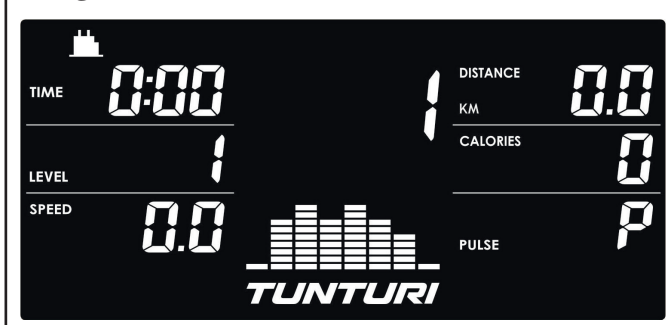 TIME 0:00
LEVEL 1
SPEED 0.0
1
TUNTURI
DISTANCE 0.0
KM
CALORIES 0
PULSE P